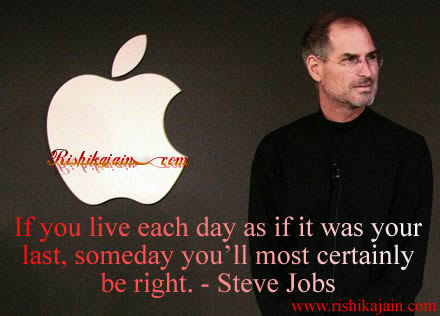 Rishikajain.com
If you live each day as if it was your
last, someday you'll most certainly
be right. - Steve Jobs
www.rishikajain.com